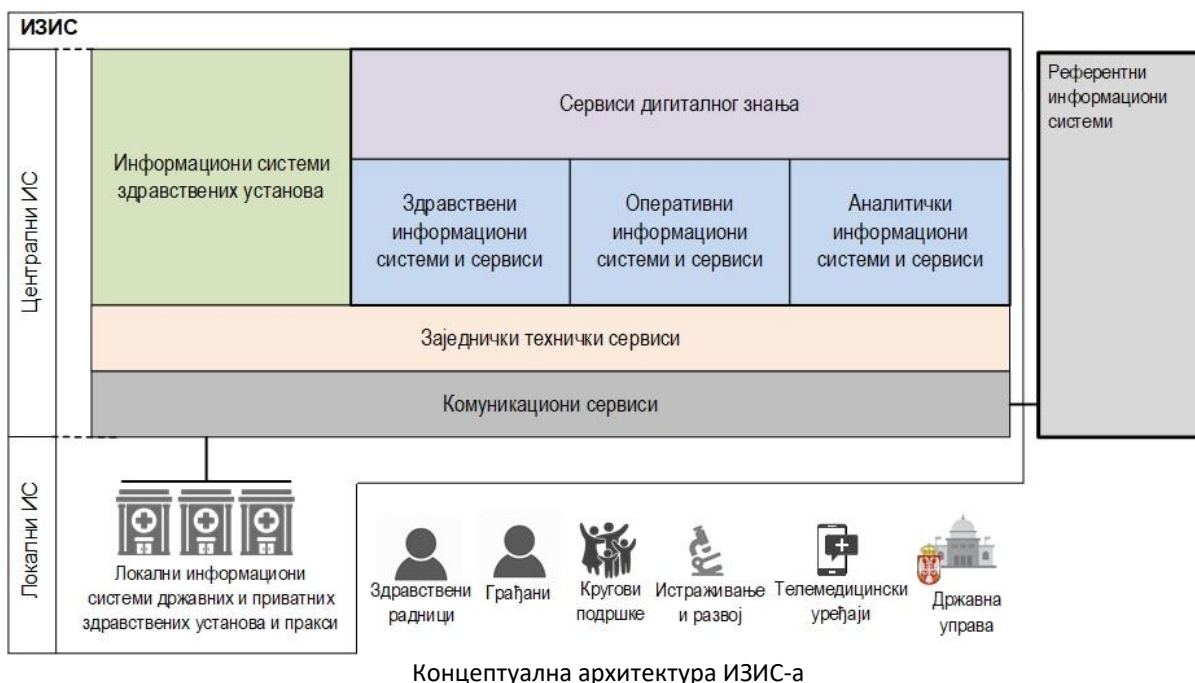 ИЗИС
Централни ИС
Информациони системи
здравствених установа
Сервиси дигиталног знања
Здравствени
информациони
системи и сервиси
Оперативни
информациони
системи и сервиси
Аналитички
информациони
системи и сервиси
Заједнички технички сервиси
Комуникациони сервиси
Референтни
информациони
системи
Локални ИС
Локални информациони
системи државних и приватних
здравствених установа и пракси
Здравствени
радници
Грађани
Кругови
подршке
Истраживање
и развој
Телемедицински
уређаји
Државна
управа
Концептуална архитектура ИЗИС-а